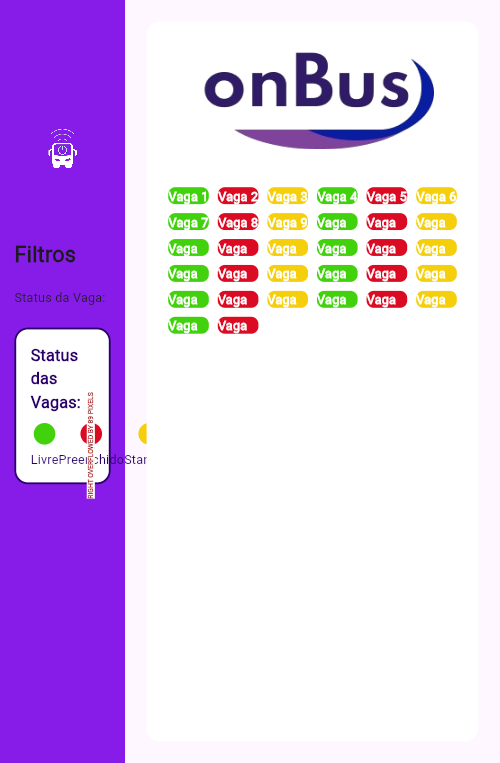 onBus
Filtros
Status da Vaga:
Status
das
Vagas:
LivrePreenchidoStan
RIGHT OVERFLOWED BY 89 PIXELS
Vaga 1 Vaga 2 Vaga 3 Vaga 4 Vaga 5 Vaga 6
Vaga 7 Vaga 8 Vaga 9 Vaga Vaga Vaga
Vaga Vaga Vaga Vaga Vaga Vaga
Vaga Vaga Vaga Vaga Vaga Vaga
Vaga Vaga Vaga Vaga Vaga Vaga
Vaga Vaga